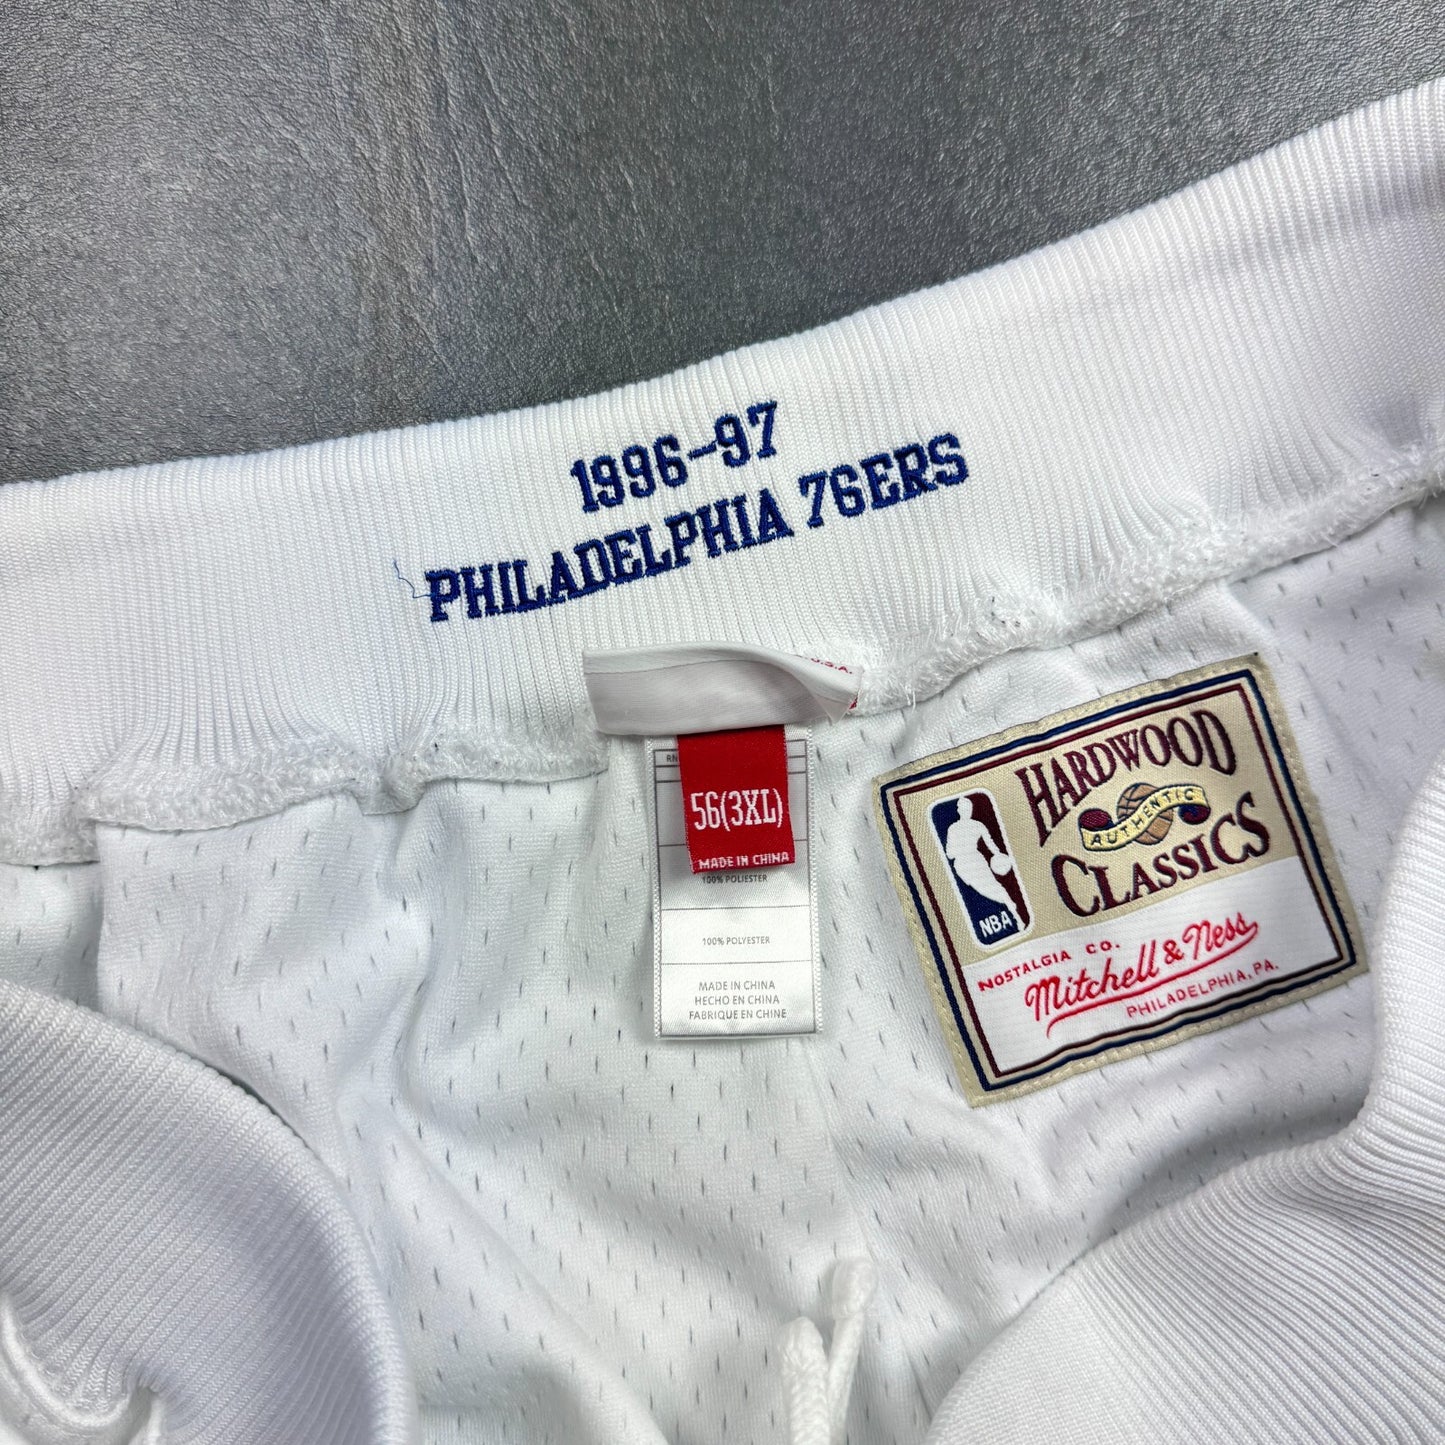 1996-97
PHILADELPHIA 76ERS
U.S.A.
RN
56(3XL)
MADE IN CHINA
100% POLIESTER
100% POLYESTER
MADE IN CHINA
HECHO EN CHINA
FABRIQUE EN CHINE
HARDWOOD
AUTHENTIC
CLASSICS
NBA
NOSTALGIA CO.
Mitchell & Ness
PHILADELPHIA, PA.